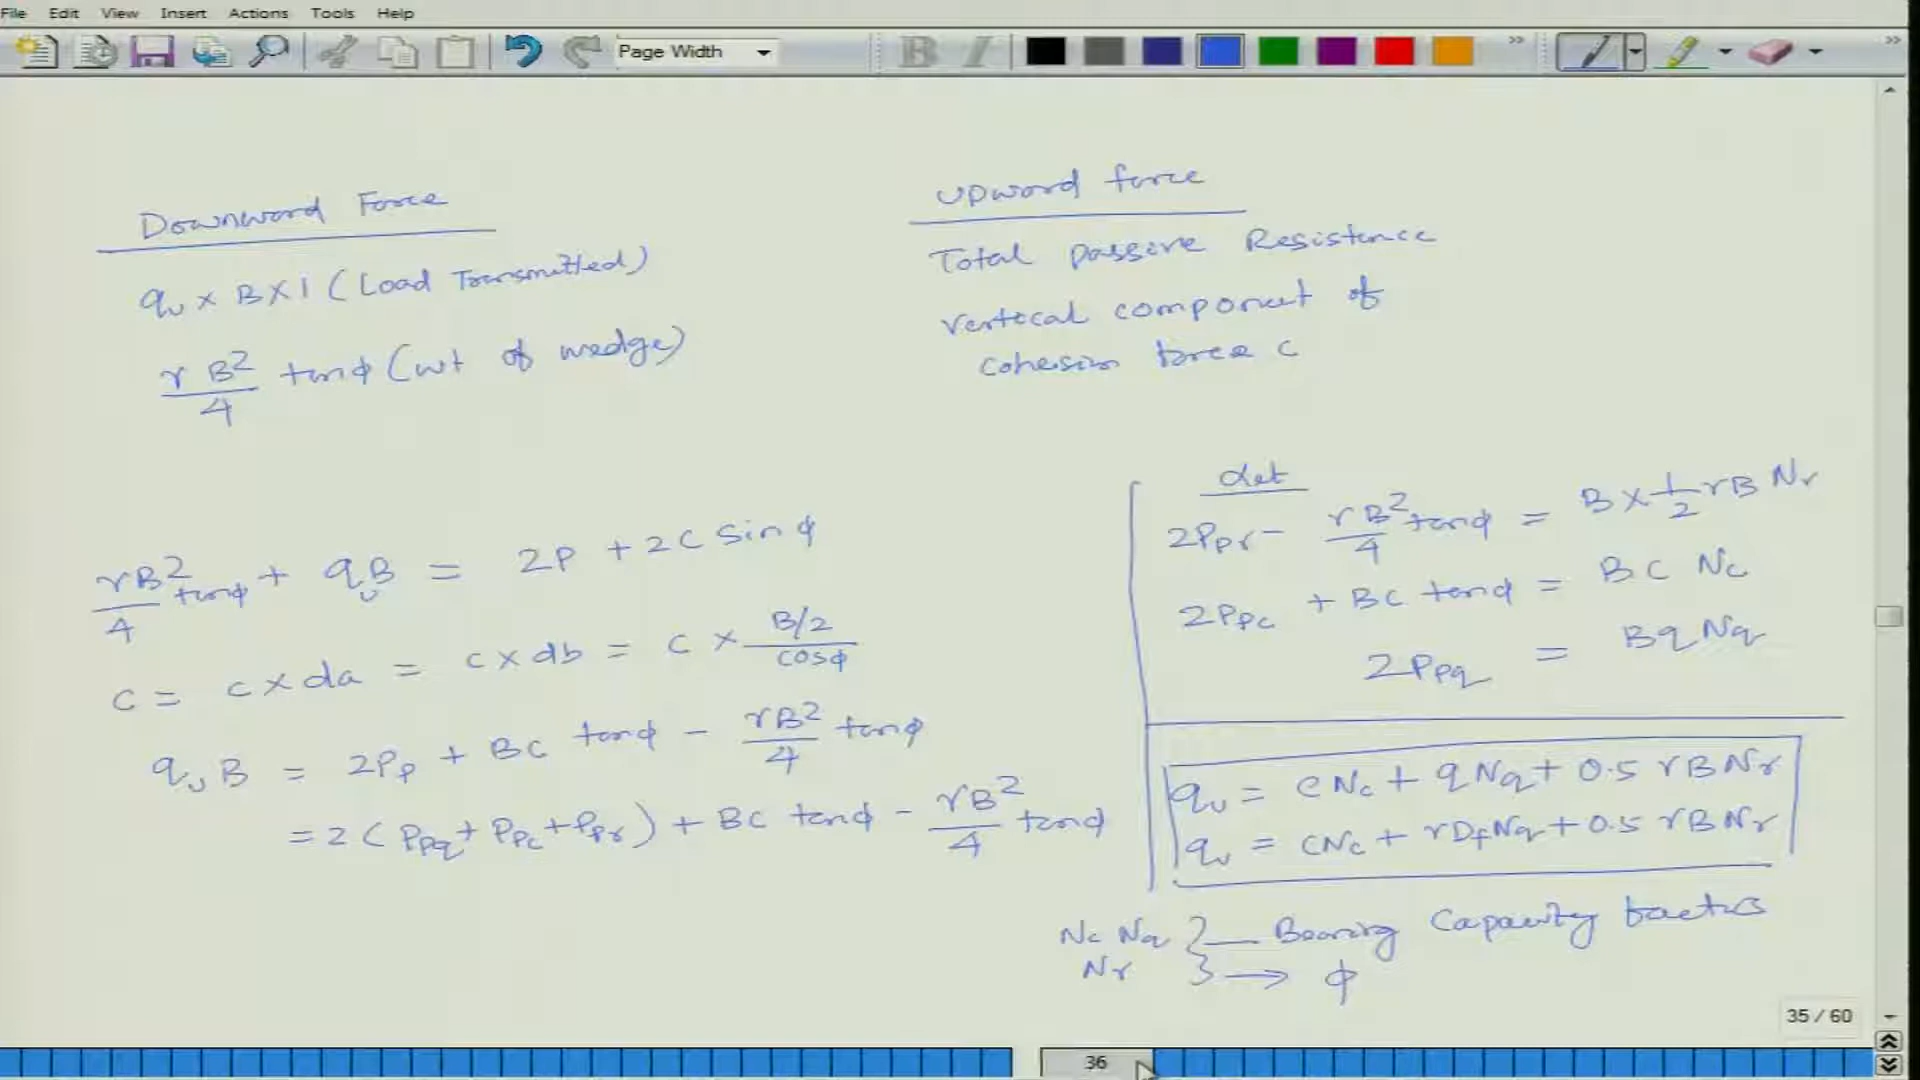 File Edit View Insert Actions Tools Help
Page Width
Downward Force
qu × B×1 (Load Transmitted)
γB²/4 tanφ (wt of wedge)
upward force
Total passive Resistence
vertical component of
cohesion force c
γB²/4 tanφ + quB = 2P + 2C sinφ
C = c×da = c×db = c × (B/2)/cosφ
quB = 2Pp + BC tanφ - γB²/4 tanφ
= 2(Ppq + Ppc + Ppγ) + BC tanφ - γB²/4 tanφ
Let
2Ppγ - γB²/4 tanφ = B × 1/2 γB Nγ
2Ppc + BC tanφ = BC Nc
2Ppq = BqNq
qu = cNc + qNq + 0.5 γBNγ
qu = cNc + γDfNq + 0.5 γBNγ
Nc Nq } — Bearing Capacity factors
Nγ } → φ
35 / 60
36